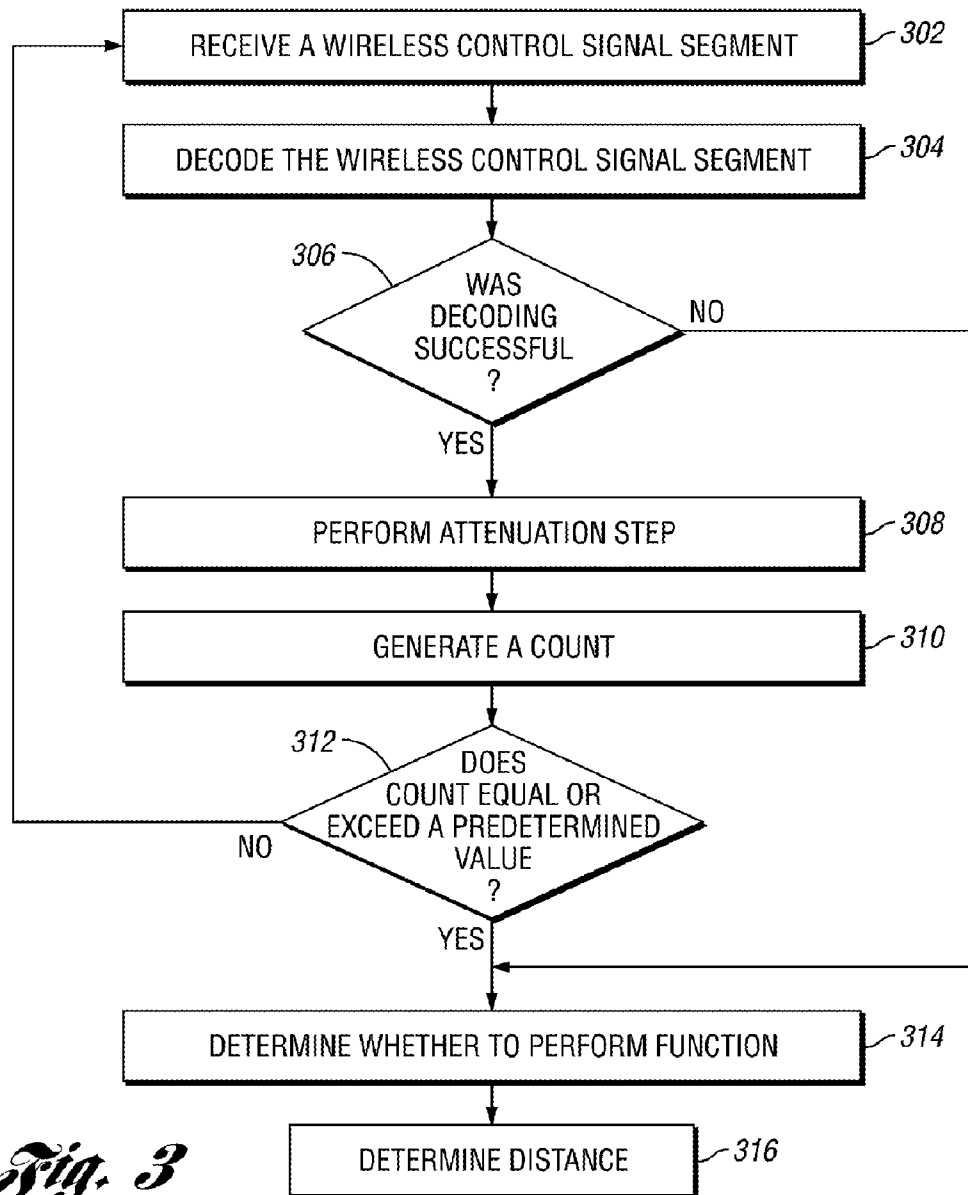 RECEIVE A WIRELESS CONTROL SIGNAL SEGMENT
302
DECODE THE WIRELESS CONTROL SIGNAL SEGMENT
304
306
WAS
DECODING
SUCCESSFUL
?
NO
YES
PERFORM ATTENUATION STEP
308
GENERATE A COUNT
310
312
DOES
COUNT EQUAL OR
EXCEED A PREDETERMINED
VALUE
?
NO
YES
DETERMINE WHETHER TO PERFORM FUNCTION
314
DETERMINE DISTANCE
316
Fig. 3